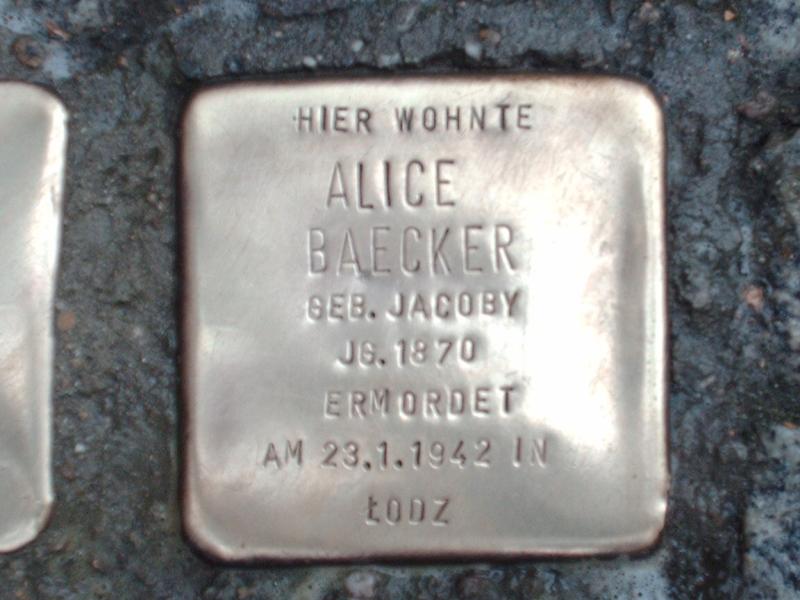 HIER WOHNTE
ALICE
BAECKER
GEB. JACOBY
JG. 1870
ERMORDET
AM 23.1.1942 IN
ŁODZ